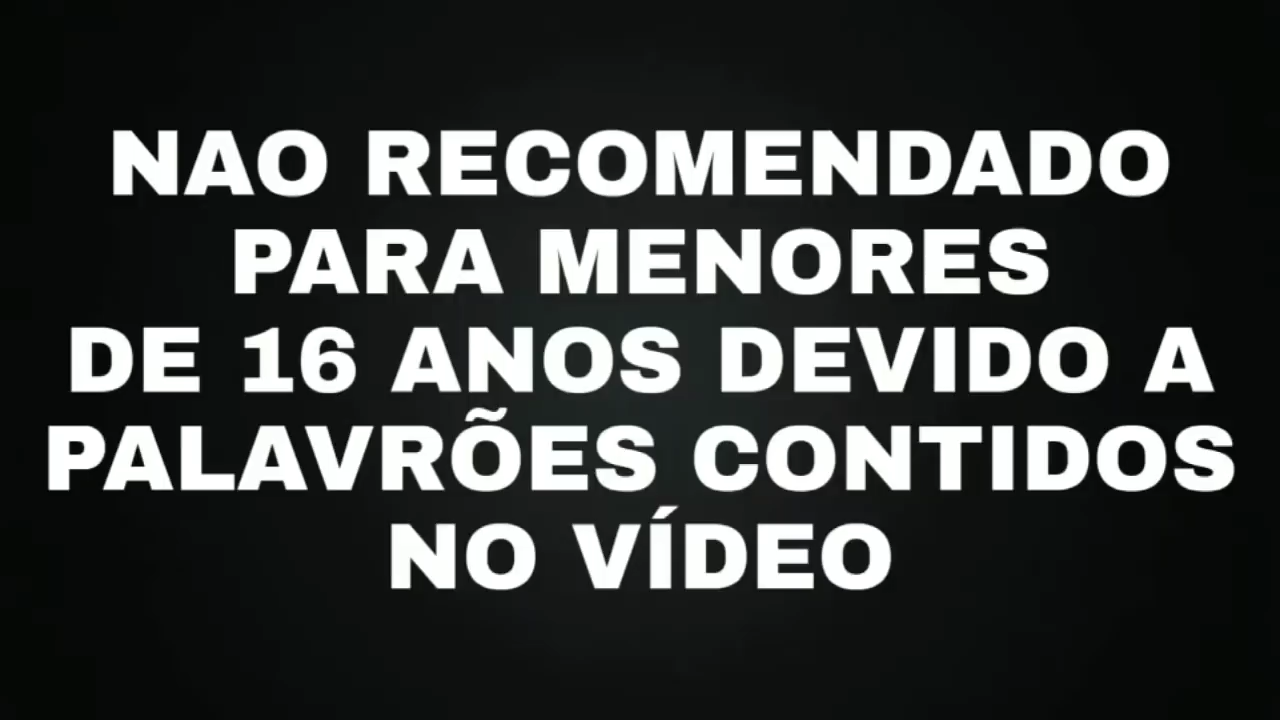 NAO RECOMENDADO
PARA MENORES
DE 16 ANOS DEVIDO A
PALAVRÕES CONTIDOS
NO VÍDEO